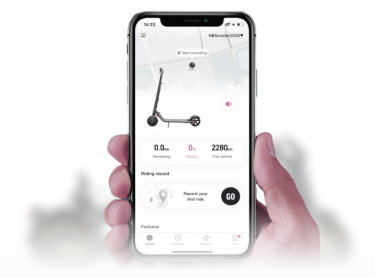 14:23
NBScooter0028▼
Start recording
0.0km 0% 2280km
Remaining Battery This vehicle
Riding record
Record your
first ride
GO
Features